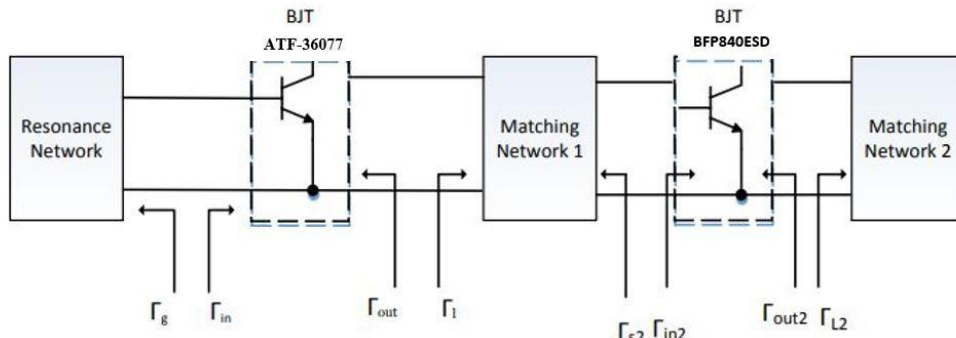 BJT
ATF-36077
BJT
BFP840ESD
Resonance
Network
Matching
Network 1
Matching
Network 2
Γg
Γin
Γout
Γl
Γs2
Γin2
Γout2
ΓL2